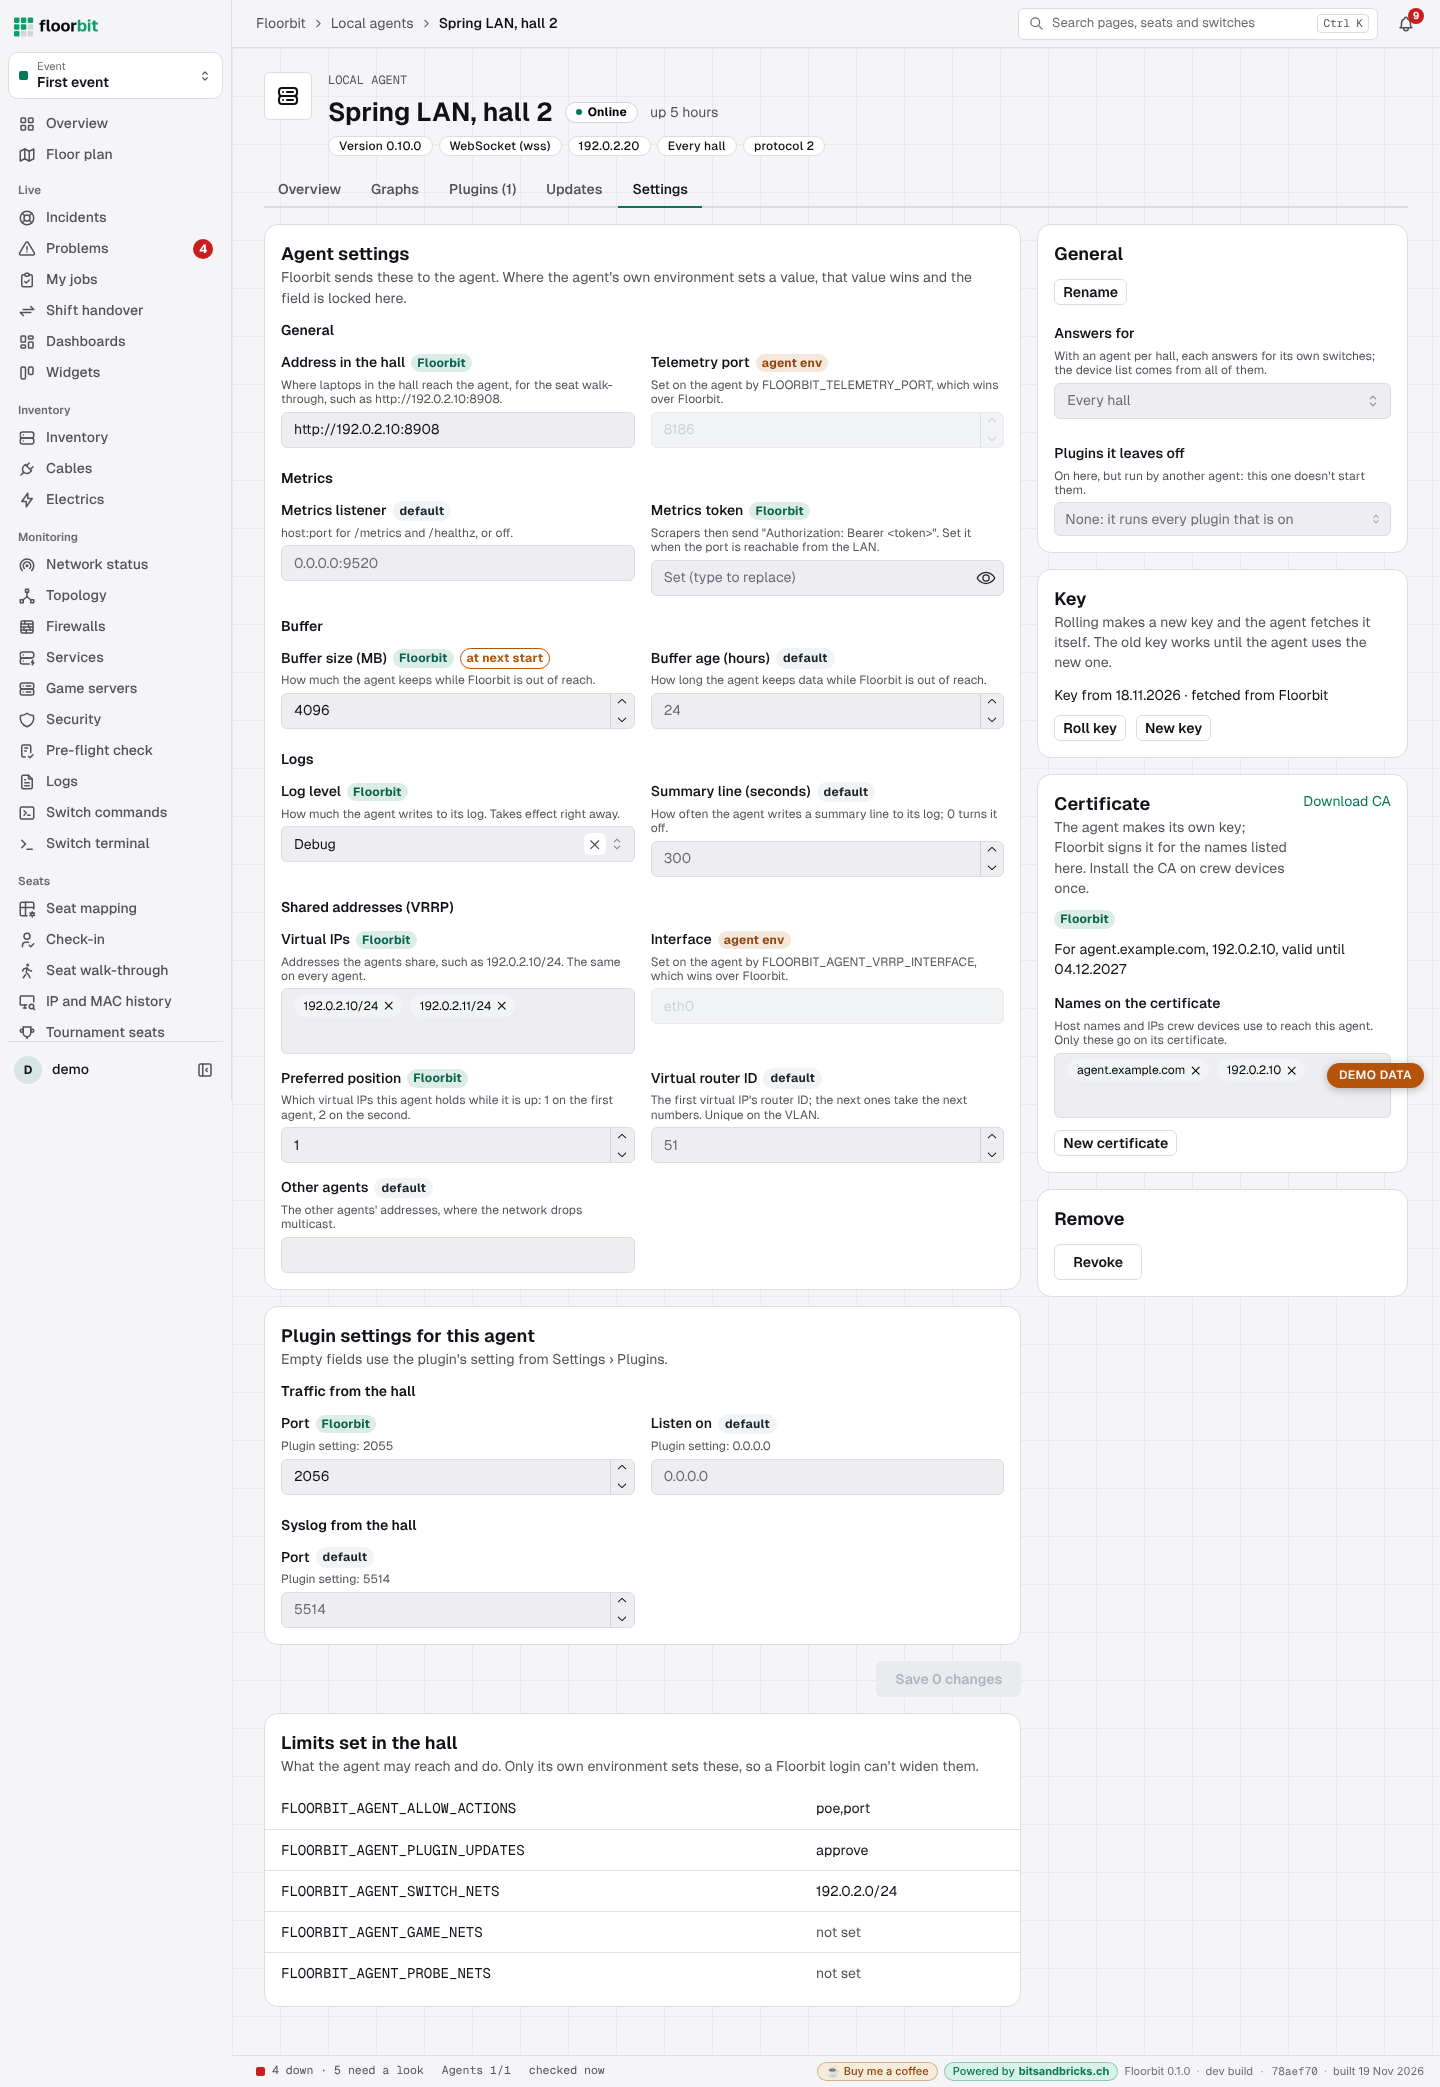 floorbit
Event
First event
Overview
Floor plan
Live
Incidents
Problems 4
My jobs
Shift handover
Dashboards
Widgets
Inventory
Inventory
Cables
Electrics
Monitoring
Network status
Topology
Firewalls
Services
Game servers
Security
Pre-flight check
Logs
Switch commands
Switch terminal
Seats
Seat mapping
Check-in
Seat walk-through
IP and MAC history
Tournament seats
D demo
Floorbit Local agents Spring LAN, hall 2
Search pages, seats and switches Ctrl K
9
LOCAL AGENT
Spring LAN, hall 2 Online up 5 hours
Version 0.10.0 WebSocket (wss) 192.0.2.20 Every hall protocol 2
Overview Graphs Plugins (1) Updates Settings
Agent settings
Floorbit sends these to the agent. Where the agent's own environment sets a value, that value wins and the
field is locked here.
General
Address in the hall Floorbit
Where laptops in the hall reach the agent, for the seat walk-
through, such as http://192.0.2.10:8908.
http://192.0.2.10:8908
Telemetry port agent env
Set on the agent by FLOORBIT_TELEMETRY_PORT, which wins
over Floorbit.
8186
Metrics
Metrics listener default
host:port for /metrics and /healthz, or off.
0.0.0.0:9520
Metrics token Floorbit
Scrapers then send "Authorization: Bearer <token>". Set it
when the port is reachable from the LAN.
Set (type to replace)
Buffer
Buffer size (MB) Floorbit at next start
How much the agent keeps while Floorbit is out of reach.
4096
Buffer age (hours) default
How long the agent keeps data while Floorbit is out of reach.
24
Logs
Log level Floorbit
How much the agent writes to its log. Takes effect right away.
Debug
Summary line (seconds) default
How often the agent writes a summary line to its log; 0 turns it
off.
300
Shared addresses (VRRP)
Virtual IPs Floorbit
Addresses the agents share, such as 192.0.2.10/24. The same
on every agent.
192.0.2.10/24 192.0.2.11/24
Interface agent env
Set on the agent by FLOORBIT_AGENT_VRRP_INTERFACE,
which wins over Floorbit.
eth0
Preferred position Floorbit
Which virtual IPs this agent holds while it is up: 1 on the first
agent, 2 on the second.
1
Virtual router ID default
The first virtual IP's router ID; the next ones take the next
numbers. Unique on the VLAN.
51
Other agents default
The other agents' addresses, where the network drops
multicast.
Plugin settings for this agent
Empty fields use the plugin's setting from Settings › Plugins.
Traffic from the hall
Port Floorbit
Plugin setting: 2055
2056
Listen on default
Plugin setting: 0.0.0.0
0.0.0.0
Syslog from the hall
Port default
Plugin setting: 5514
5514
Save 0 changes
Limits set in the hall
What the agent may reach and do. Only its own environment sets these, so a Floorbit login can't widen them.
FLOORBIT_AGENT_ALLOW_ACTIONS poe,port
FLOORBIT_AGENT_PLUGIN_UPDATES approve
FLOORBIT_AGENT_SWITCH_NETS 192.0.2.0/24
FLOORBIT_AGENT_GAME_NETS not set
FLOORBIT_AGENT_PROBE_NETS not set
General
Rename
Answers for
With an agent per hall, each answers for its own switches;
the device list comes from all of them.
Every hall
Plugins it leaves off
On here, but run by another agent: this one doesn't start
them.
None: it runs every plugin that is on
Key
Rolling makes a new key and the agent fetches it
itself. The old key works until the agent uses the
new one.
Key from 18.11.2026 · fetched from Floorbit
Roll key New key
Certificate Download CA
The agent makes its own key;
Floorbit signs it for the names listed
here. Install the CA on crew devices
once.
Floorbit
For agent.example.com, 192.0.2.10, valid until
04.12.2027
Names on the certificate
Host names and IPs crew devices use to reach this agent.
Only these go on its certificate.
agent.example.com 192.0.2.10
DEMO DATA
New certificate
Remove
Revoke
4 down · 5 need a look Agents 1/1 checked now
Buy me a coffee Powered by bitsandbricks.ch Floorbit 0.1.0 · dev build · 78aef70 · built 19 Nov 2026